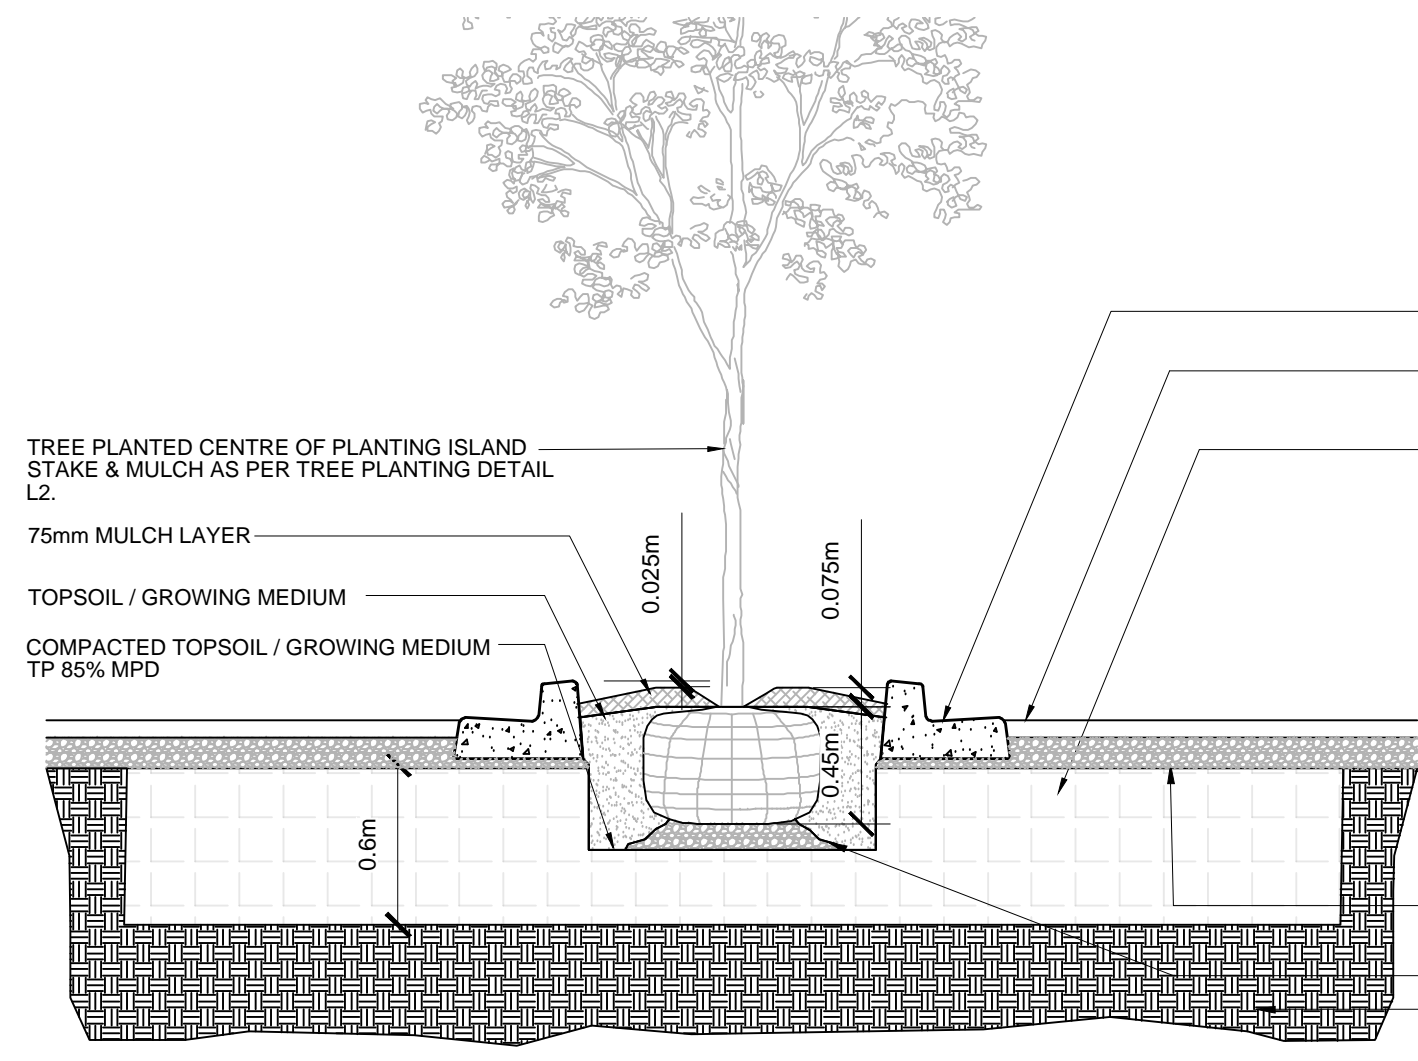 TREE PLANTED CENTRE OF PLANTING ISLAND
STAKE & MULCH AS PER TREE PLANTING DETAIL
L2.
75mm MULCH LAYER
TOPSOIL / GROWING MEDIUM
COMPACTED TOPSOIL / GROWING MEDIUM
TP 85% MPD
0.025m
0.075m
0.45m
0.6m